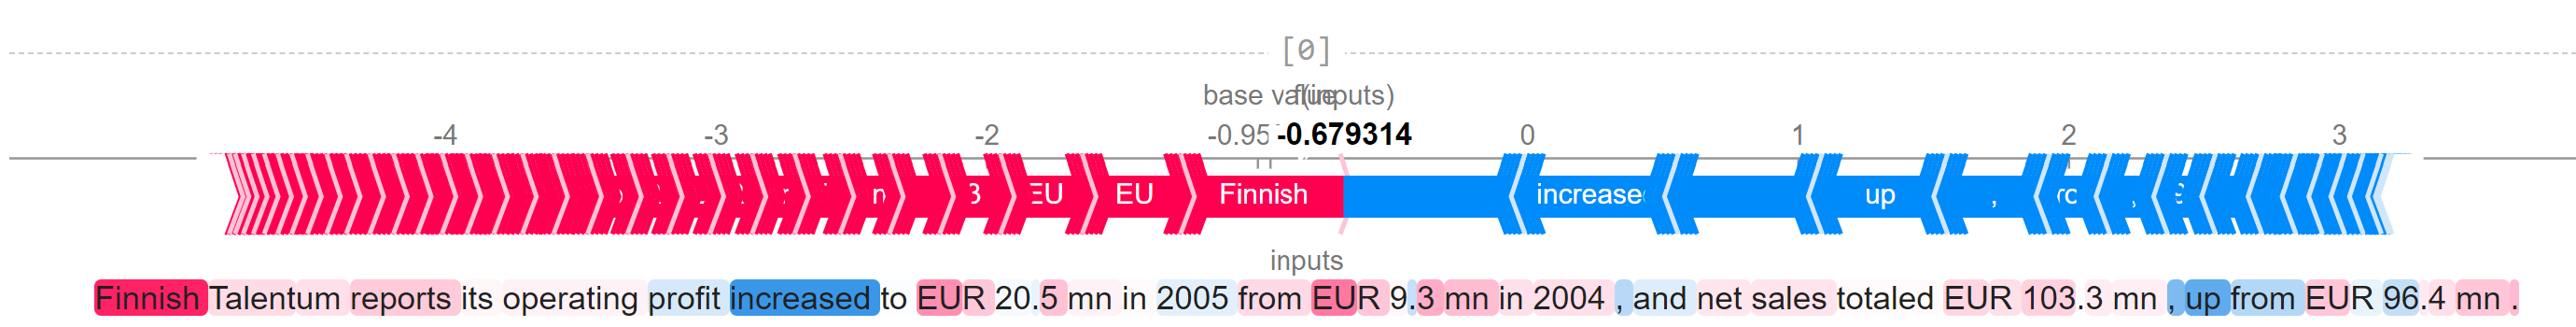 [0]
base value f(inputs)
-4 -3 -2 -0.95 -0.679314 0 1 2 3
3 EU EU Finnish increased up ,
inputs
Finnish Talentum reports its operating profit increased to EUR 20.5 mn in 2005 from EUR 9.3 mn in 2004 , and net sales totaled EUR 103.3 mn , up from EUR 96.4 mn .